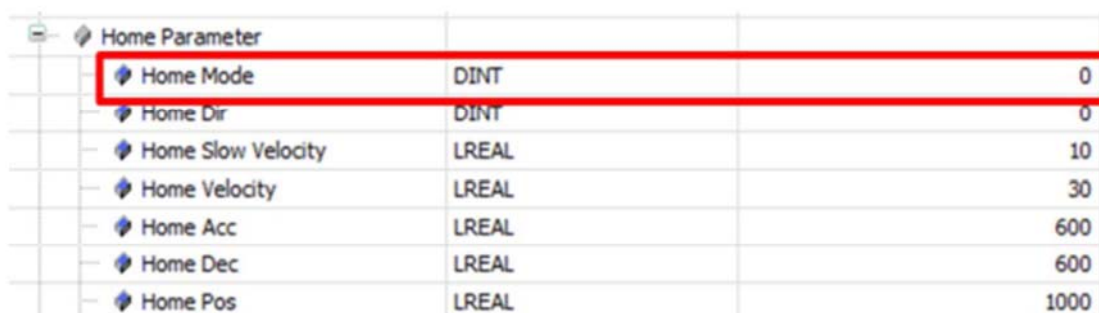 Home Parameter
Home Mode DINT 0
Home Dir DINT 0
Home Slow Velocity LREAL 10
Home Velocity LREAL 30
Home Acc LREAL 600
Home Dec LREAL 600
Home Pos LREAL 1000